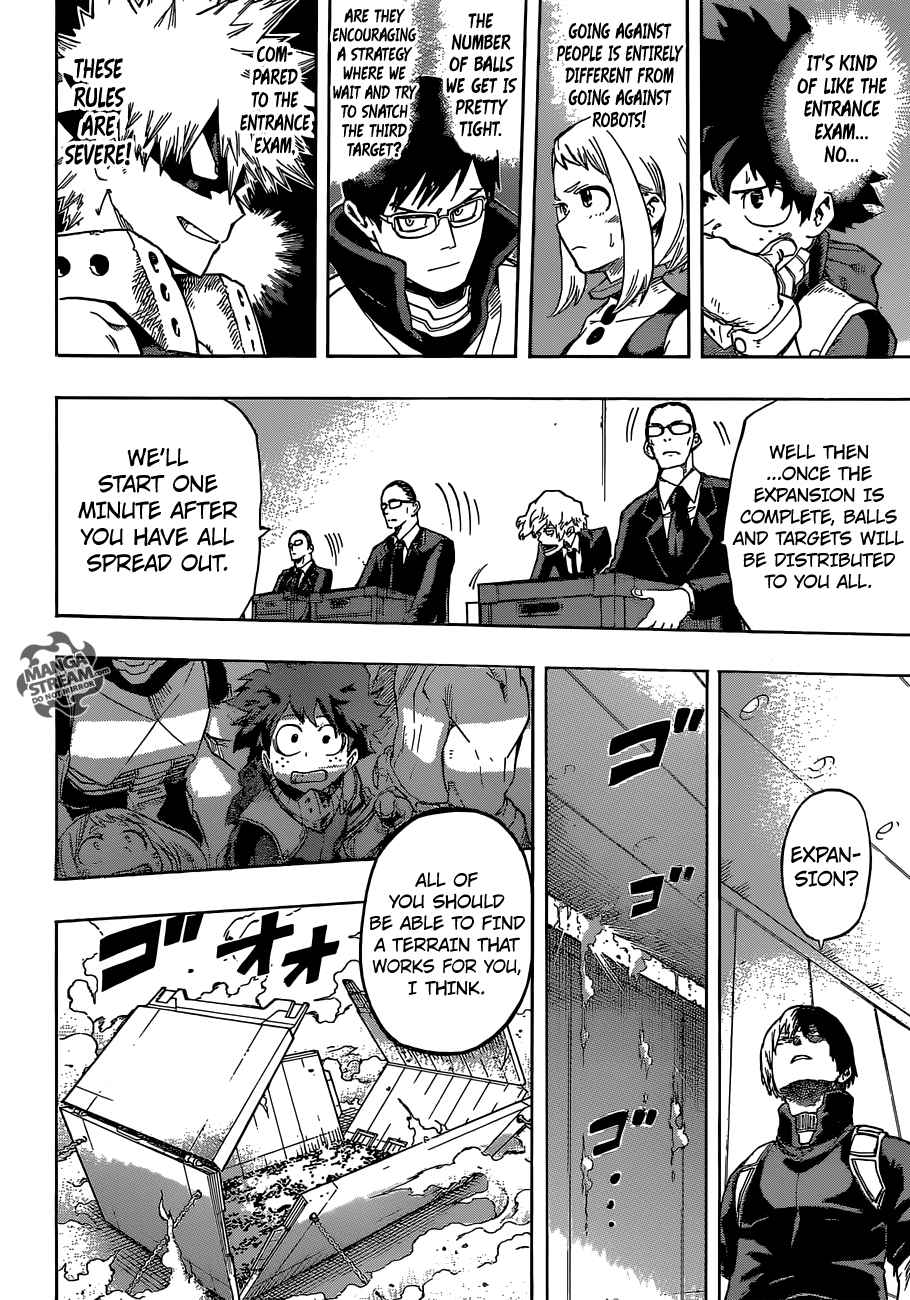 IT'S KIND
OF LIKE THE
ENTRANCE
EXAM...
NO...
GOING AGAINST
PEOPLE IS ENTIRELY
DIFFERENT FROM
GOING AGAINST
ROBOTS!
THE
NUMBER
OF BALLS
WE GET IS
PRETTY
TIGHT.
ARE THEY
ENCOURAGING
A STRATEGY
WHERE WE
WAIT AND TRY
TO SNATCH
THE THIRD
TARGET?
COM-
PARED
TO THE
ENTRANCE
EXAM,
THESE
RULES
ARE
SEVERE!
WELL THEN
...ONCE THE
EXPANSION IS
COMPLETE, BALLS
AND TARGETS WILL
BE DISTRIBUTED
TO YOU ALL.
WE'LL
START ONE
MINUTE AFTER
YOU HAVE ALL
SPREAD OUT.
MANGA
STREAM.COM
DO NOT MIRROR
EXPAN-
SION?
ゴ
ゴ
ゴ...
ALL OF
YOU SHOULD
BE ABLE TO FIND
A TERRAIN THAT
WORKS FOR YOU,
I THINK.
ゴオオ